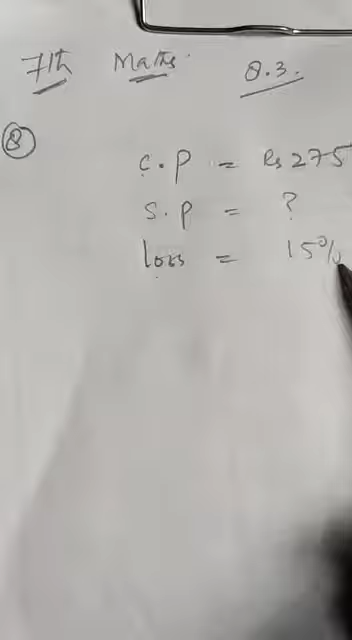 7th Maths 8.3.
8
C.P = Rs 275
S.P = ?
loss = 15%